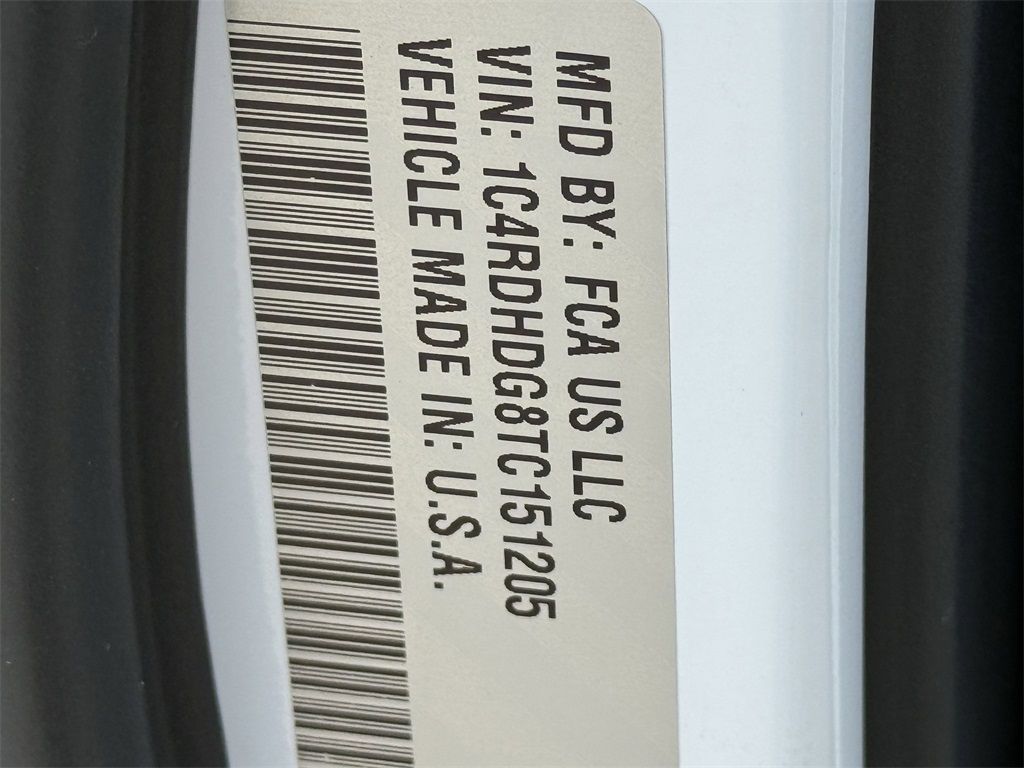 MFD BY: FCA US LLC
VIN: 1C4RDHDG8TC151205
VEHICLE MADE IN: U.S.A.